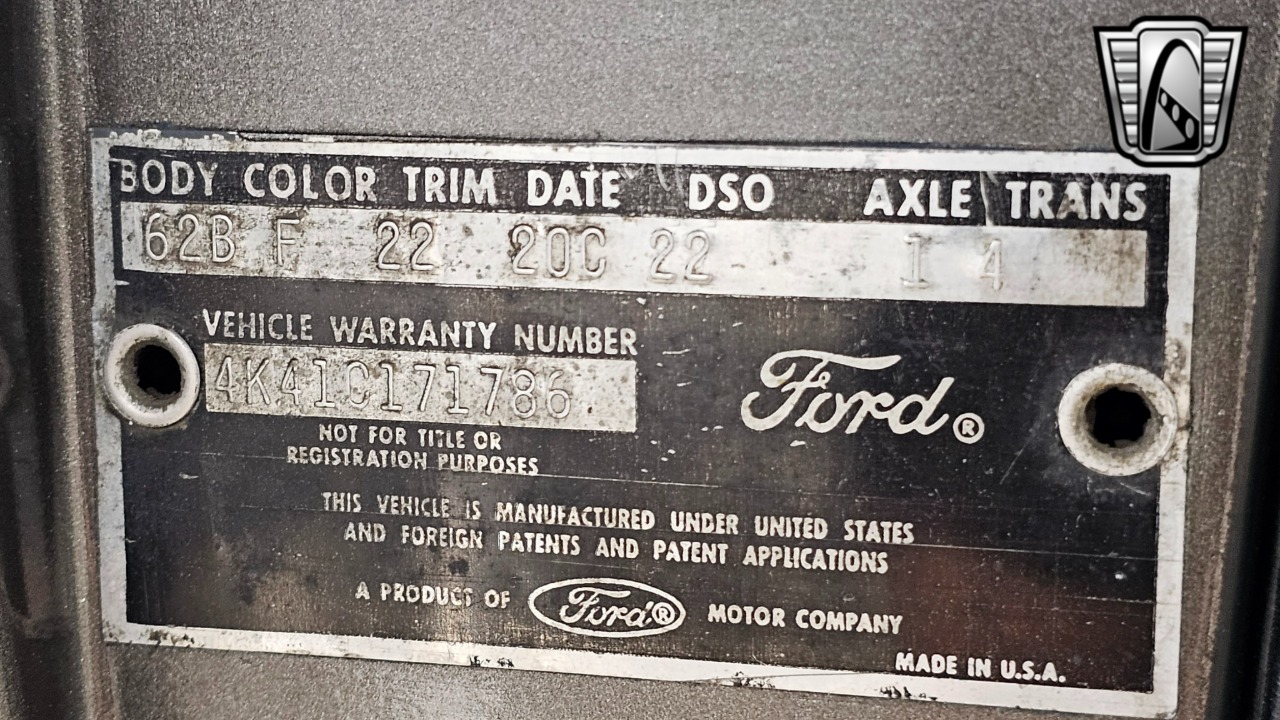 BODY COLOR TRIM DATE DSO AXLE TRANS
62B F 22 20C 22 I 4
VEHICLE WARRANTY NUMBER
4K41C171786
Ford®
NOT FOR TITLE OR
REGISTRATION PURPOSES
THIS VEHICLE IS MANUFACTURED UNDER UNITED STATES
AND FOREIGN PATENTS AND PATENT APPLICATIONS
A PRODUCT OF Ford® MOTOR COMPANY
MADE IN U.S.A.